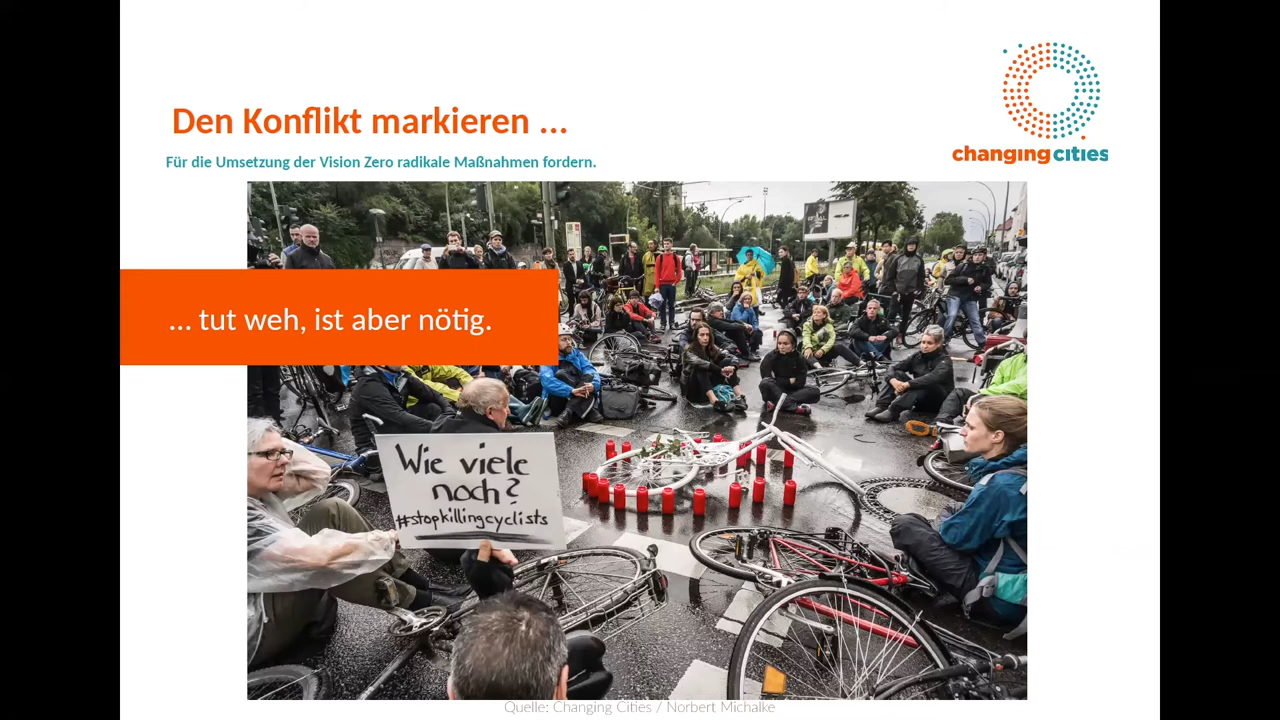 changing cities
Den Konflikt markieren ...
Für die Umsetzung der Vision Zero radikale Maßnahmen fordern.
... tut weh, ist aber nötig.
Wie viele
noch?
#stopkillingcyclists
Quelle: Changing Cities / Norbert Michalke